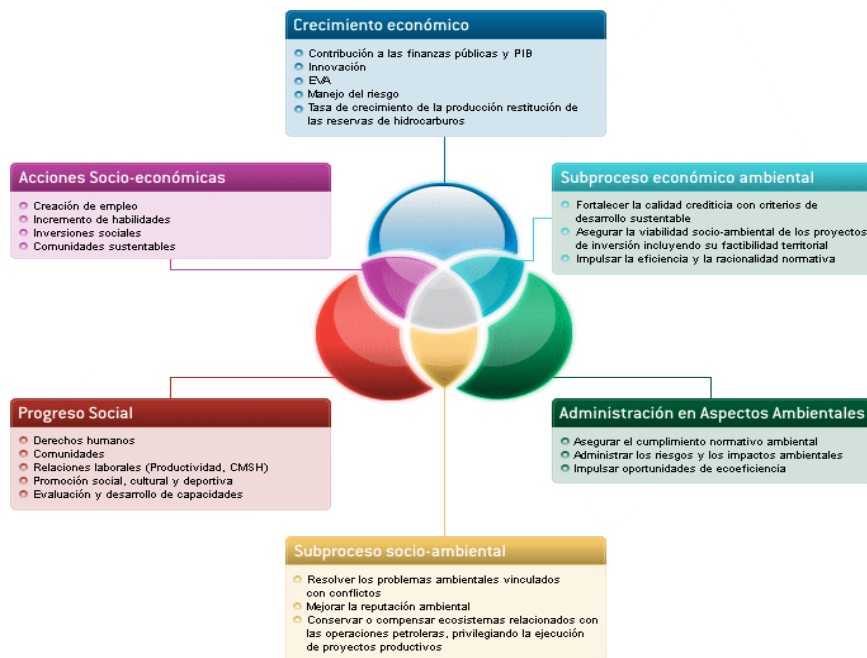 Crecimiento económico
Contribución a las finanzas públicas y PIB
Innovación
EVA
Manejo del riesgo
Tasa de crecimiento de la producción restitución de
las reservas de hidrocarburos
Acciones Socio-económicas
Creación de empleo
Incremento de habilidades
Inversiones sociales
Comunidades sustentables
Subproceso económico ambiental
Fortalecer la calidad crediticia con criterios de
desarrollo sustentable
Asegurar la viabilidad socio-ambiental de los proyectos
de inversión incluyendo su factibilidad territorial
Impulsar la eficiencia y la racionalidad normativa
Progreso Social
Derechos humanos
Comunidades
Relaciones laborales (Productividad, CMSH)
Promoción social, cultural y deportiva
Evaluación y desarrollo de capacidades
Administración en Aspectos Ambientales
Asegurar el cumplimiento normativo ambiental
Administrar los riesgos y los impactos ambientales
Impulsar oportunidades de ecoeficiencia
Subproceso socio-ambiental
Resolver los problemas ambientales vinculados
con conflictos
Mejorar la reputación ambiental
Conservar o compensar ecosistemas relacionados con
las operaciones petroleras, privilegiando la ejecución
de proyectos productivos